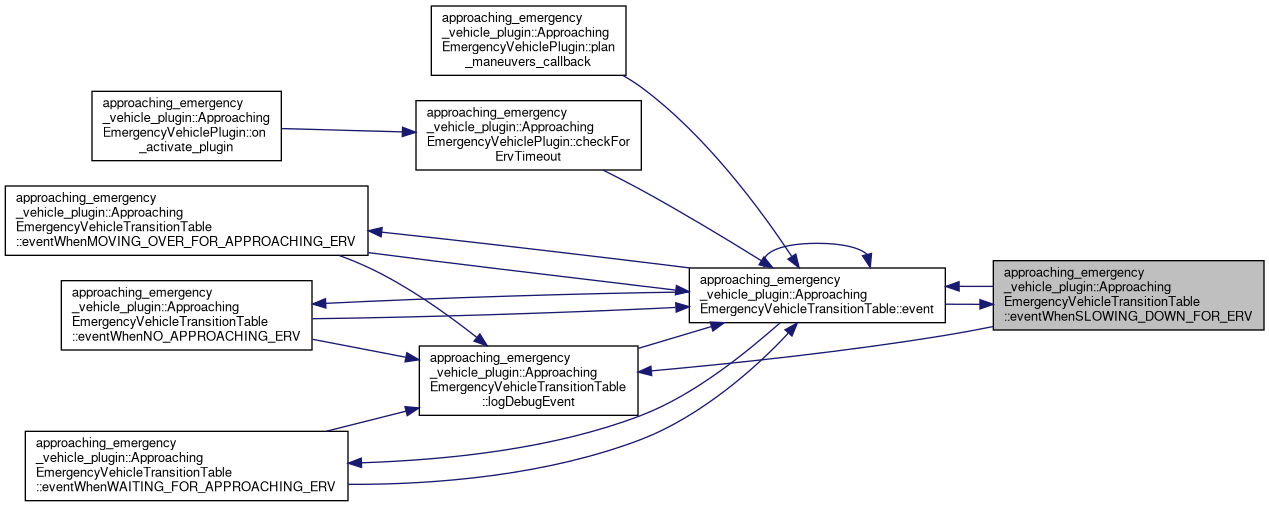 approaching_emergency
_vehicle_plugin::Approaching
EmergencyVehiclePlugin::plan
_maneuvers_callback
approaching_emergency
_vehicle_plugin::Approaching
EmergencyVehiclePlugin::on
_activate_plugin
approaching_emergency
_vehicle_plugin::Approaching
EmergencyVehiclePlugin::checkFor
ErvTimeout
approaching_emergency
_vehicle_plugin::Approaching
EmergencyVehicleTransitionTable
::eventWhenMOVING_OVER_FOR_APPROACHING_ERV
approaching_emergency
_vehicle_plugin::Approaching
EmergencyVehicleTransitionTable::event
approaching_emergency
_vehicle_plugin::Approaching
EmergencyVehicleTransitionTable
::eventWhenSLOWING_DOWN_FOR_ERV
approaching_emergency
_vehicle_plugin::Approaching
EmergencyVehicleTransitionTable
::eventWhenNO_APPROACHING_ERV
approaching_emergency
_vehicle_plugin::Approaching
EmergencyVehicleTransitionTable
::logDebugEvent
approaching_emergency
_vehicle_plugin::Approaching
EmergencyVehicleTransitionTable
::eventWhenWAITING_FOR_APPROACHING_ERV